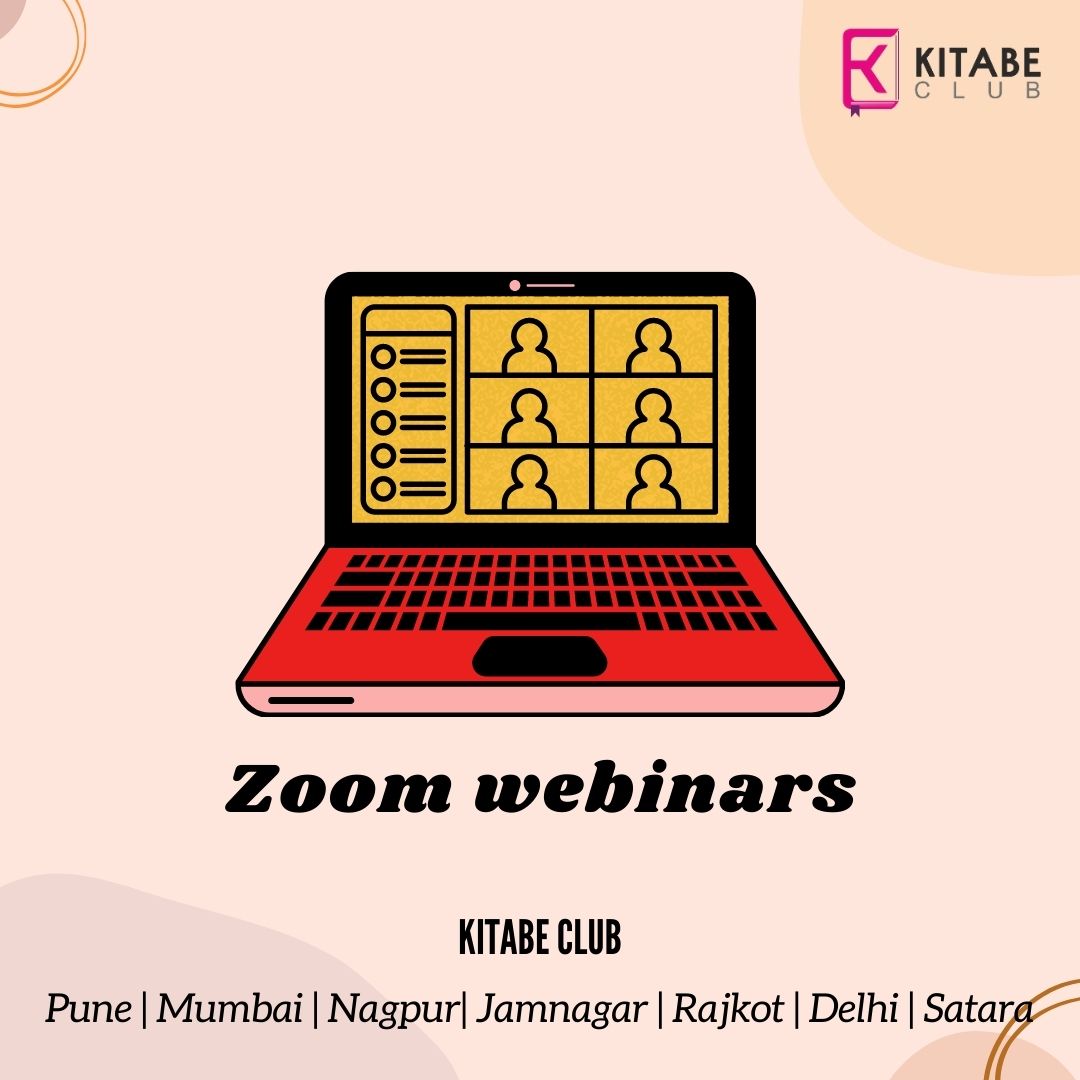 KITABE
CLUB
Zoom webinars
KITABE CLUB
Pune | Mumbai | Nagpur| Jamnagar | Rajkot | Delhi | Satara